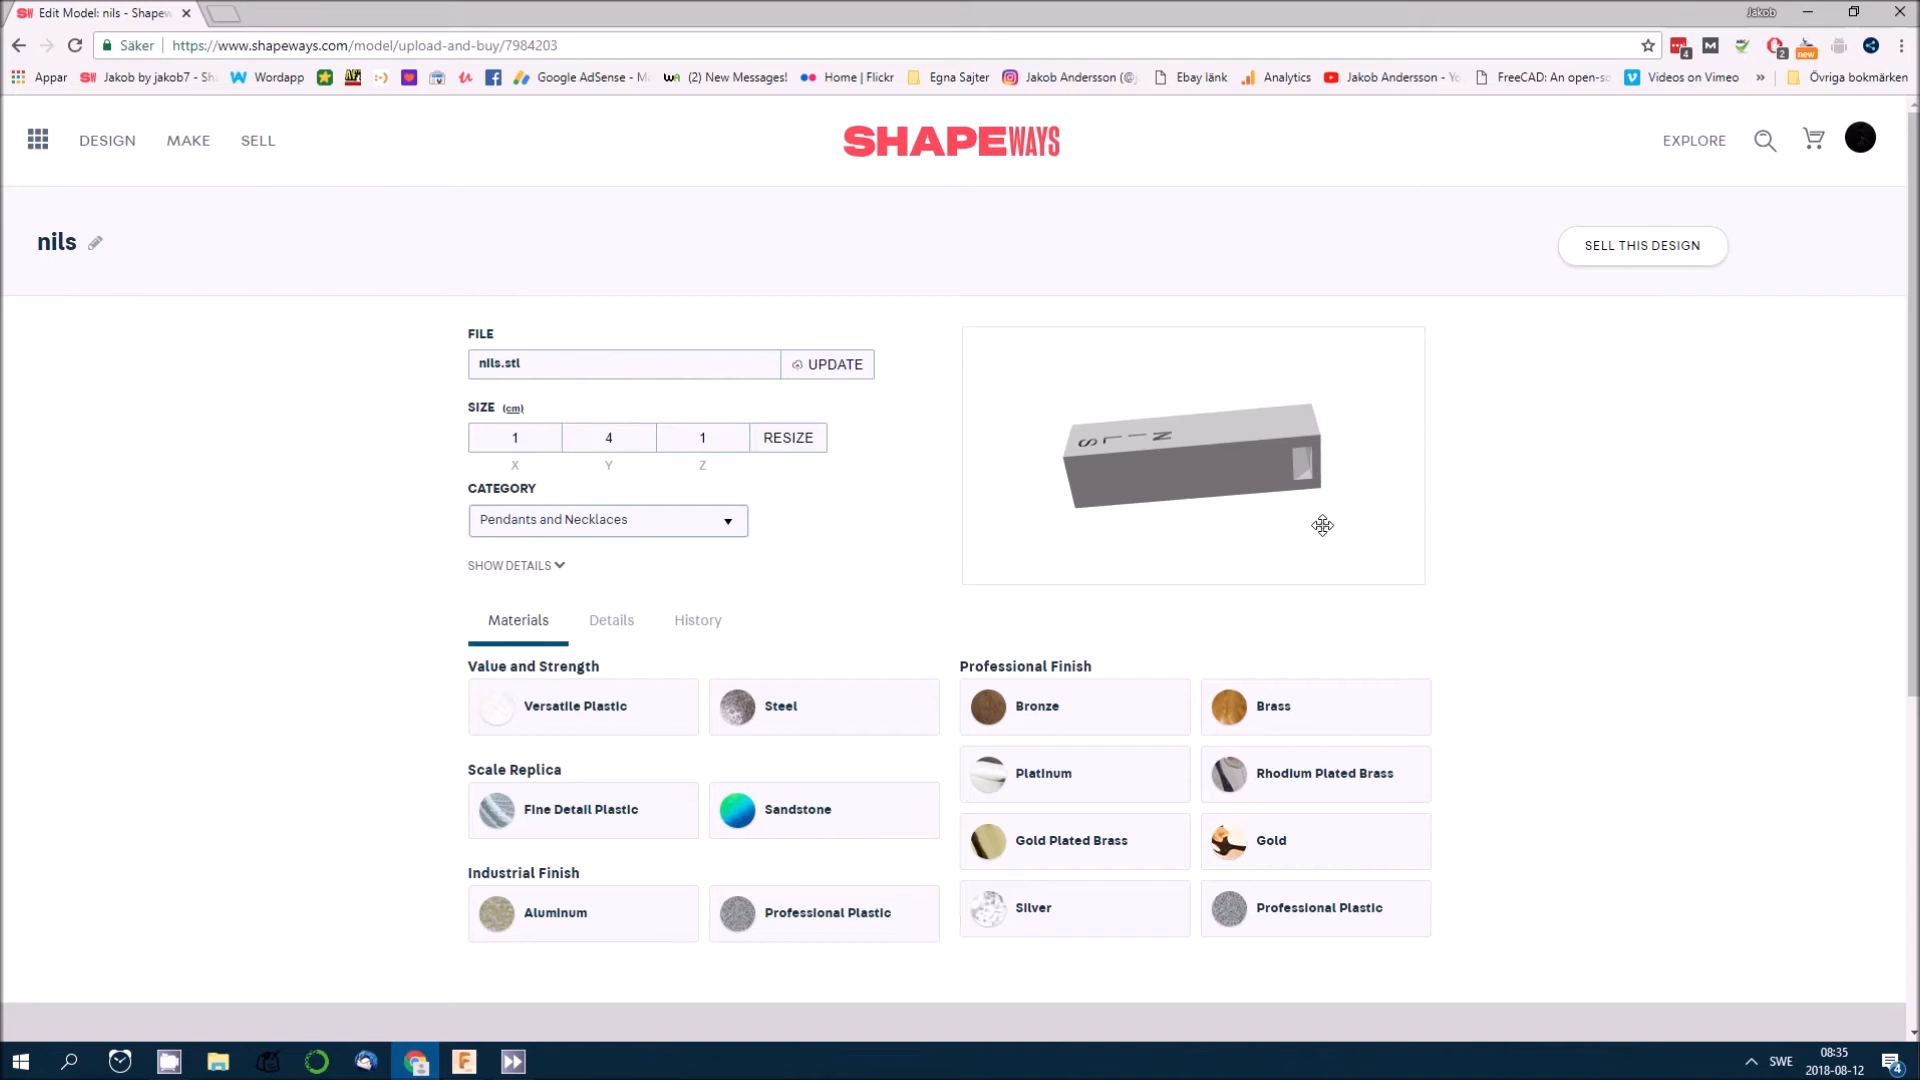 Edit Model: nils - Shapew
Jakob
Säker
https://www.shapeways.com/model/upload-and-buy/7984203
4
2
new
Appar
Jakob by jakob7 - Sh
Wordapp
Google AdSense - M
(2) New Messages!
Home | Flickr
Egna Sajter
Jakob Andersson (@
Ebay länk
Analytics
Jakob Andersson - Yo
FreeCAD: An open-so
Videos on Vimeo
»
Övriga bokmärken
DESIGN
MAKE
SELL
SHAPEWAYS
EXPLORE
nils
SELL THIS DESIGN
FILE
nils.stl
UPDATE
SIZE (cm)
1
4
1
RESIZE
X
Y
Z
CATEGORY
Pendants and Necklaces
SHOW DETAILS
NILS
Materials
Details
History
Value and Strength
Versatile Plastic
Steel
Scale Replica
Fine Detail Plastic
Sandstone
Industrial Finish
Aluminum
Professional Plastic
Professional Finish
Bronze
Brass
Platinum
Rhodium Plated Brass
Gold Plated Brass
Gold
Silver
Professional Plastic
SWE
08:35
2018-08-12
4